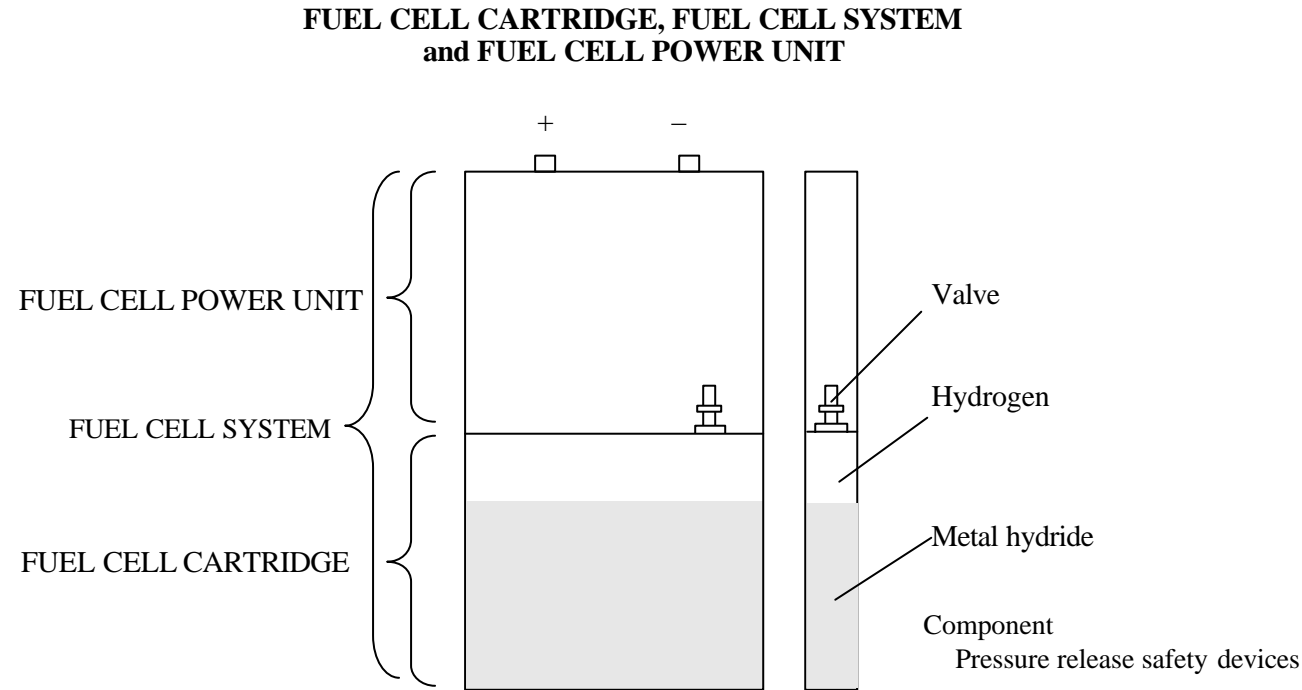 FUEL CELL CARTRIDGE, FUEL CELL SYSTEM
and FUEL CELL POWER UNIT
+ −
FUEL CELL POWER UNIT
Valve
Hydrogen
FUEL CELL SYSTEM
Metal hydride
FUEL CELL CARTRIDGE
Component
Pressure release safety devices